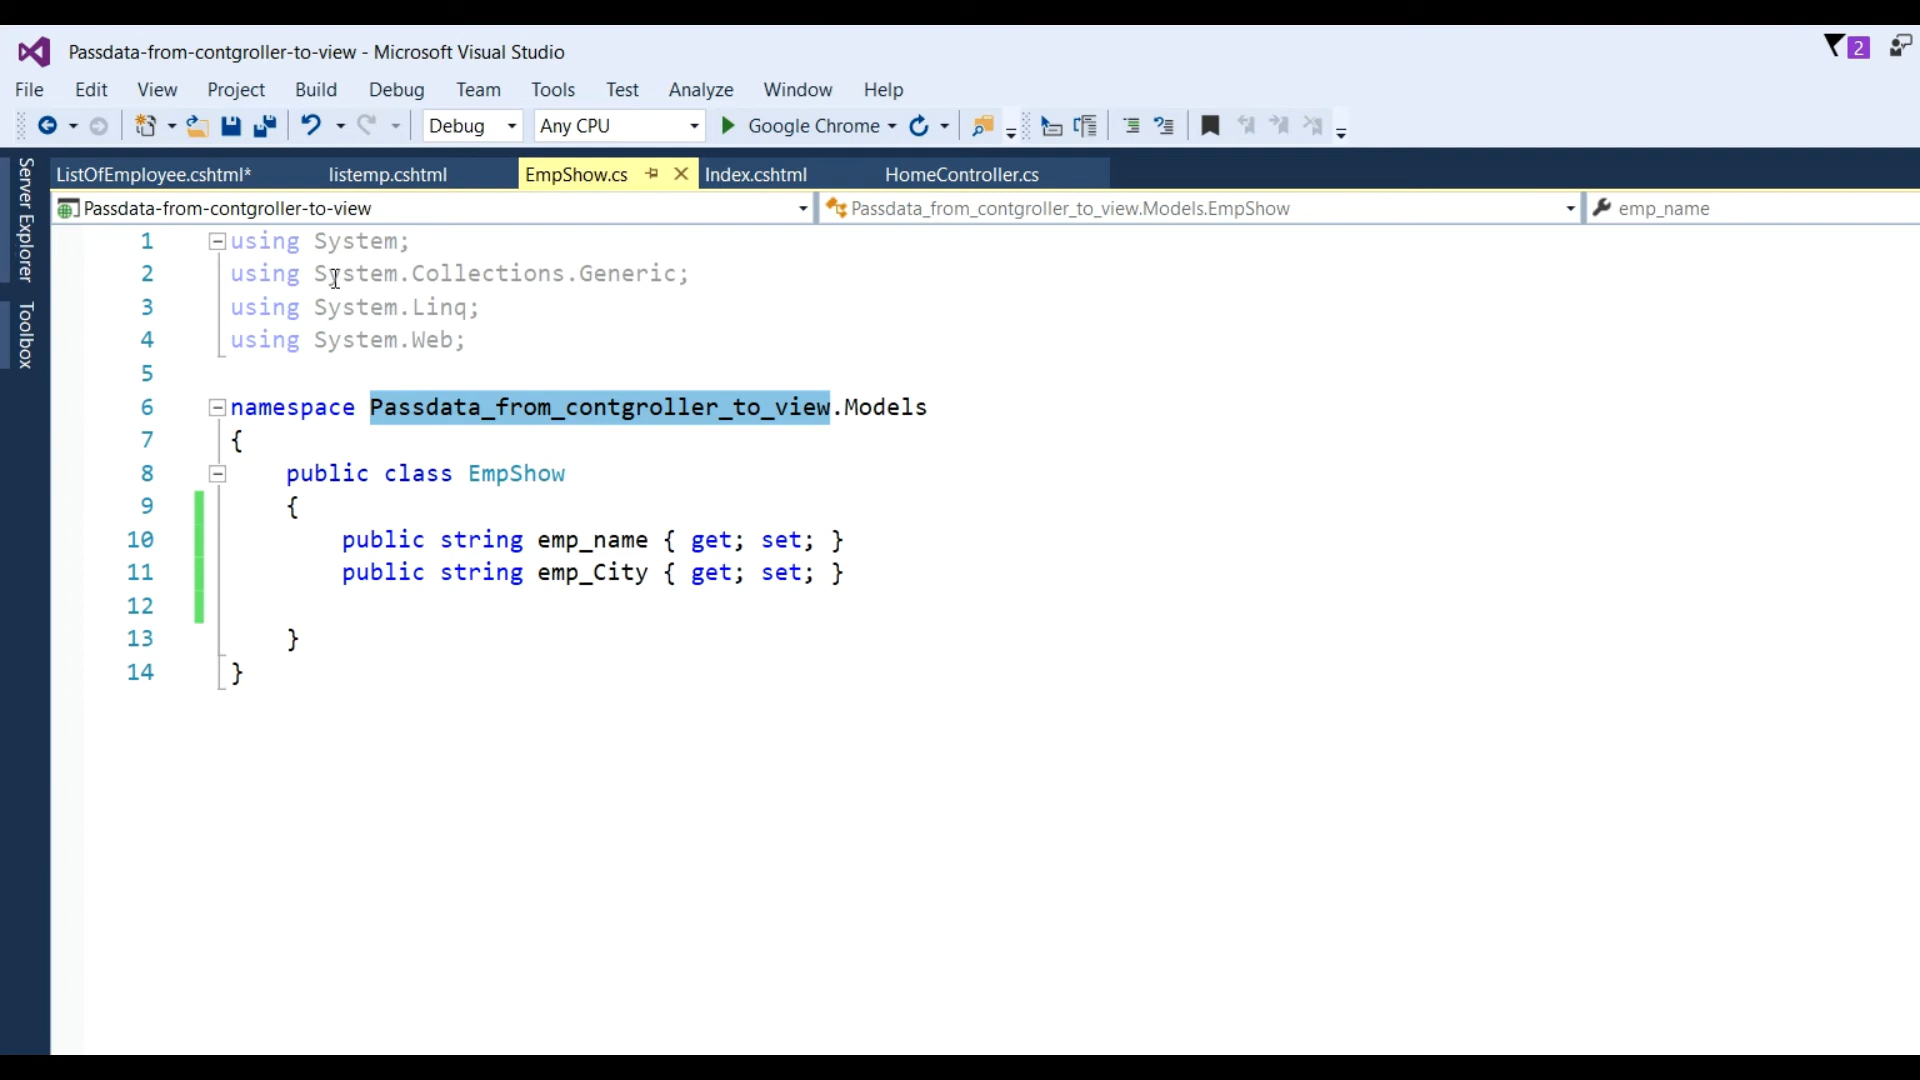 Passdata-from-contgroller-to-view - Microsoft Visual Studio
2
File Edit View Project Build Debug Team Tools Test Analyze Window Help
Debug Any CPU Google Chrome
Server Explorer
Toolbox
ListOfEmployee.cshtml* listemp.cshtml EmpShow.cs Index.cshtml HomeController.cs
Passdata-from-contgroller-to-view Passdata_from_contgroller_to_view.Models.EmpShow emp_name
1 using System;
2 using System.Collections.Generic;
3 using System.Linq;
4 using System.Web;
5
6 namespace Passdata_from_contgroller_to_view.Models
7 {
8 public class EmpShow
9 {
10 public string emp_name { get; set; }
11 public string emp_City { get; set; }
12
13 }
14 }